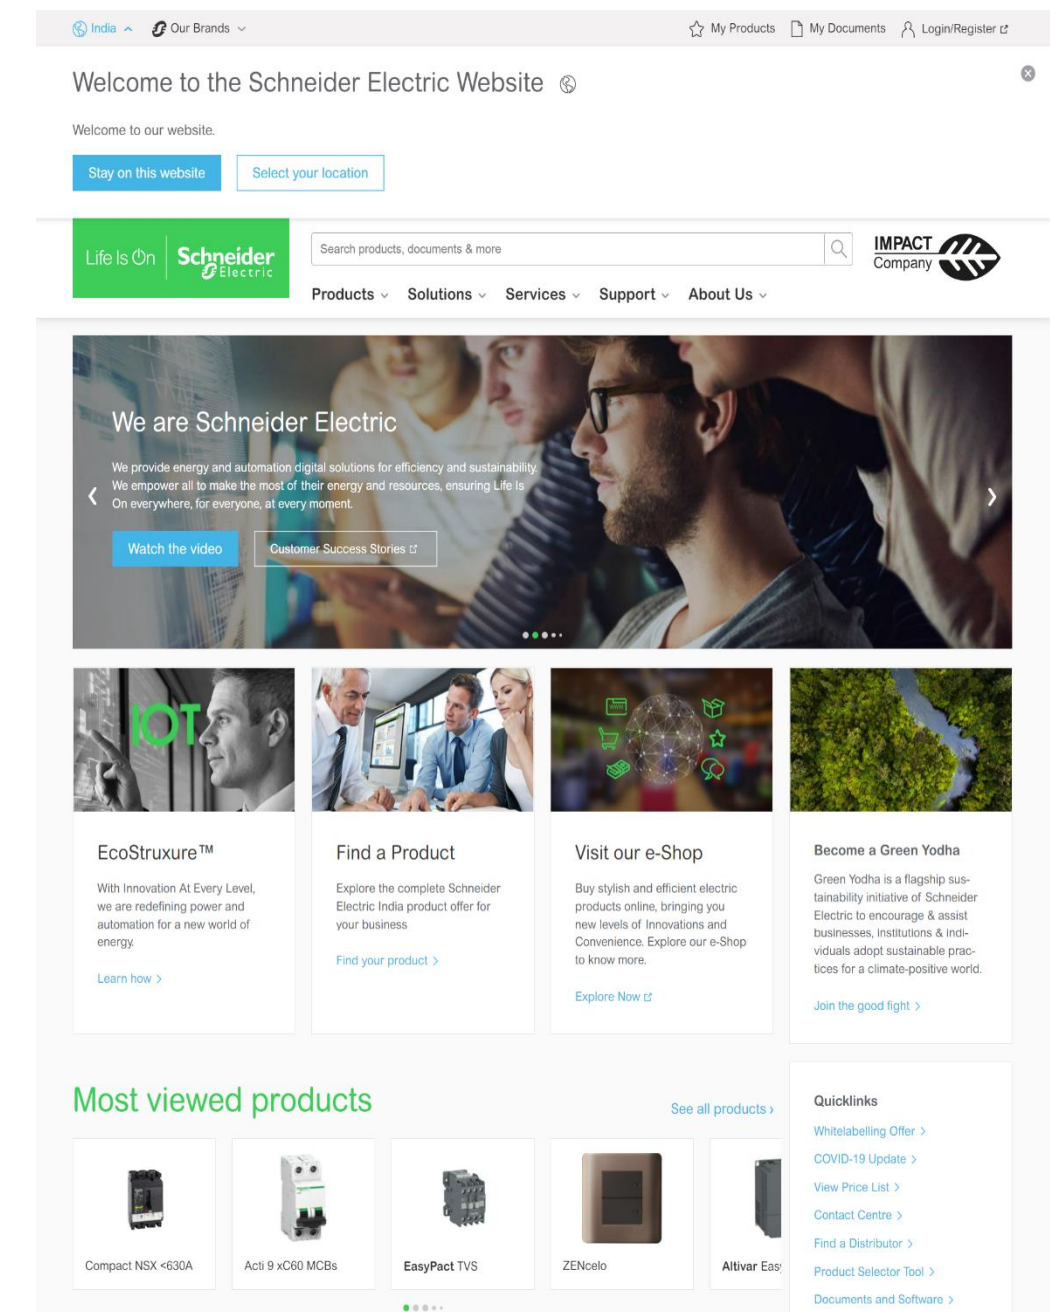 India Our Brands My Products My Documents Login/Register
Welcome to the Schneider Electric Website
Welcome to our website.
Stay on this website Select your location
Life Is On Schneider Electric
Search products, documents & more
IMPACT
Company
Products Solutions Services Support About Us
We are Schneider Electric
We provide energy and automation digital solutions for efficiency and sustainability.
We empower all to make the most of their energy and resources, ensuring Life Is
On everywhere, for everyone, at every moment.
Watch the video Customer Success Stories
IOT
EcoStruxure™
With Innovation At Every Level,
we are redefining power and
automation for a new world of
energy.
Learn how >
Find a Product
Explore the complete Schneider
Electric India product offer for
your business
Find your product >
WWW
Visit our e-Shop
Buy stylish and efficient electric
products online, bringing you
new levels of Innovations and
Convenience. Explore our e-Shop
to know more.
Explore Now
Become a Green Yodha
Green Yodha is a flagship sus-
tainability initiative of Schneider
Electric to encourage & assist
businesses, institutions & indi-
viduals adopt sustainable prac-
tices for a climate-positive world.
Join the good fight >
Most viewed products
See all products >
Compact NSX <630A
Acti 9 xC60 MCBs
EasyPact TVS
ZENcelo
Altivar Eas
Quicklinks
Whitelabelling Offer >
COVID-19 Update >
View Price List >
Contact Centre >
Find a Distributor >
Product Selector Tool >
Documents and Software >